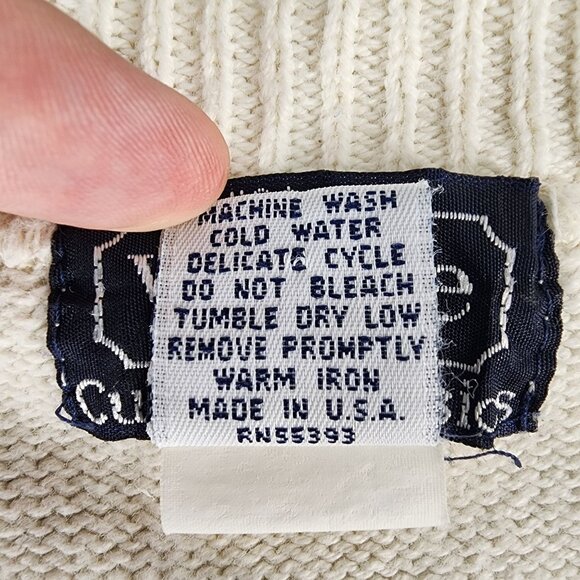 MACHINE WASH
COLD WATER
DELICATE CYCLE
DO NOT BLEACH
TUMBLE DRY LOW
REMOVE PROMPTLY
WARM IRON
MADE IN U.S.A.
RN55393